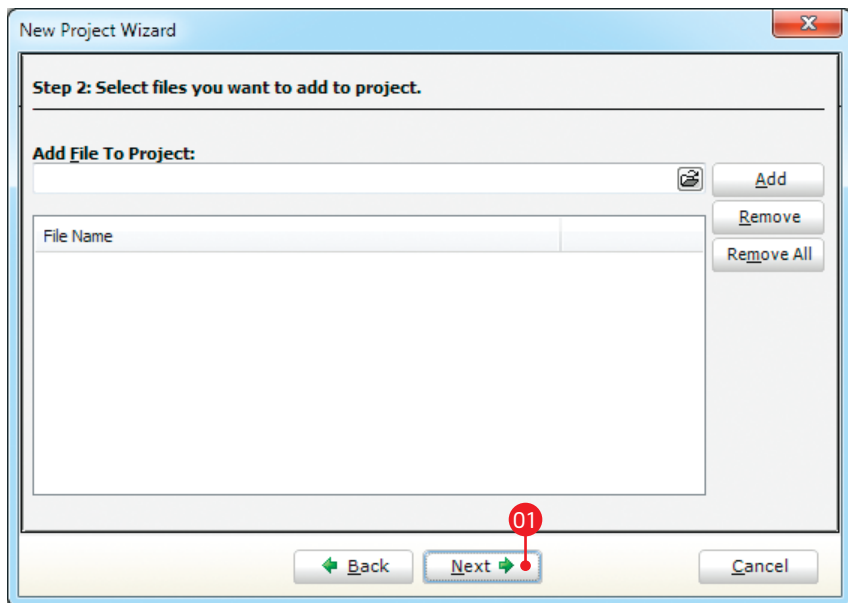 New Project Wizard
Step 2: Select files you want to add to project.
Add File To Project:
Add
Remove
File Name
Remove All
01
Back
Next
Cancel